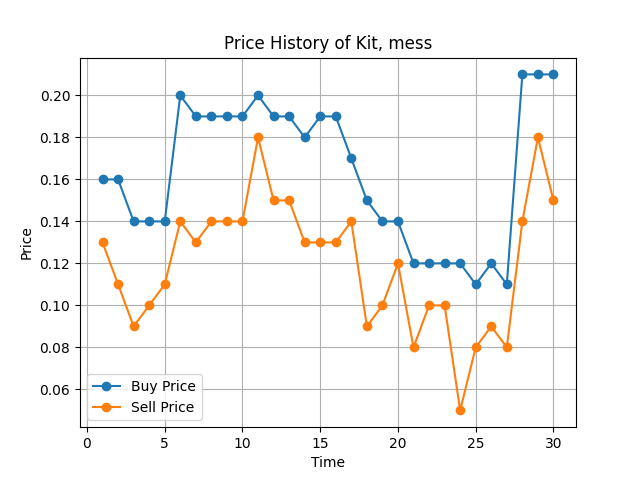 Price History of Kit, mess
Price
0.20
0.18
0.16
0.14
0.12
0.10
0.08
0.06
Buy Price
Sell Price
0 5 10 15 20 25 30
Time